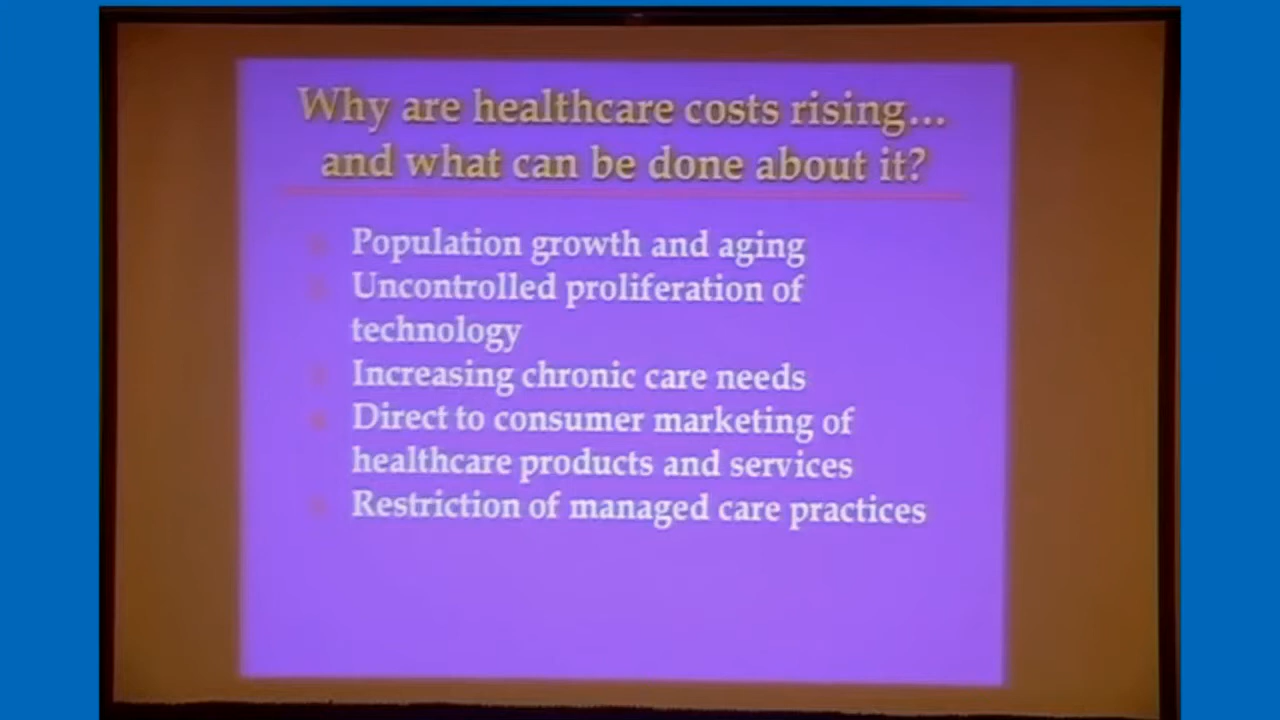 Why are healthcare costs rising...
and what can be done about it?
Population growth and aging
Uncontrolled proliferation of
technology
Increasing chronic care needs
Direct to consumer marketing of
healthcare products and services
Restriction of managed care practices